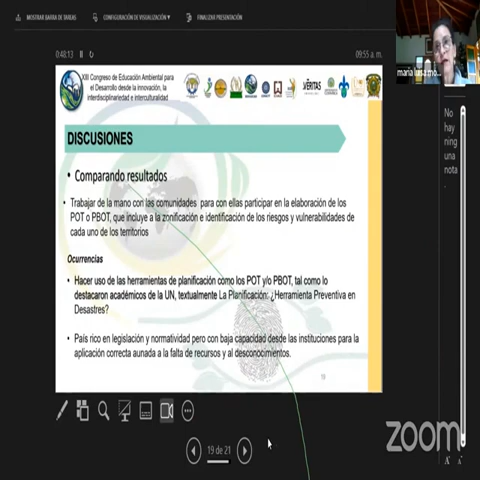 MOSTRAR BARRA DE TAREAS
CONFIGURACIÓN DE VISUALIZACIÓN ▾
FINALIZAR PRESENTACIÓN
0:48:13
09:55 a. m.
XIII Congreso de Educación Ambiental para
el Desarrollo desde la innovación, la
interdisciplinariedad e interculturalidad
VERITAS
DISCUSIONES
• Comparando resultados
• Trabajar de la mano con las comunidades para con ellas participar en la elaboración de los
POT o PBOT, que incluye a la zonificación e identificación de los riesgos y vulnerabilidades de
cada uno de los territorios
Ocurrencias
• Hacer uso de las herramientas de planificación como los POT y/o PBOT, tal como lo
destacaron académicos de la UN, textualmente La Planificación: ¿Herramienta Preventiva en
Desastres?
• País rico en legislación y normatividad pero con baja capacidad desde las instituciones para la
aplicación correcta aunada a la falta de recursos y al desconocimientos.
19
19 de 21
maria luisa mo...
No
hay
ning
una
nota
.
zoom
A A